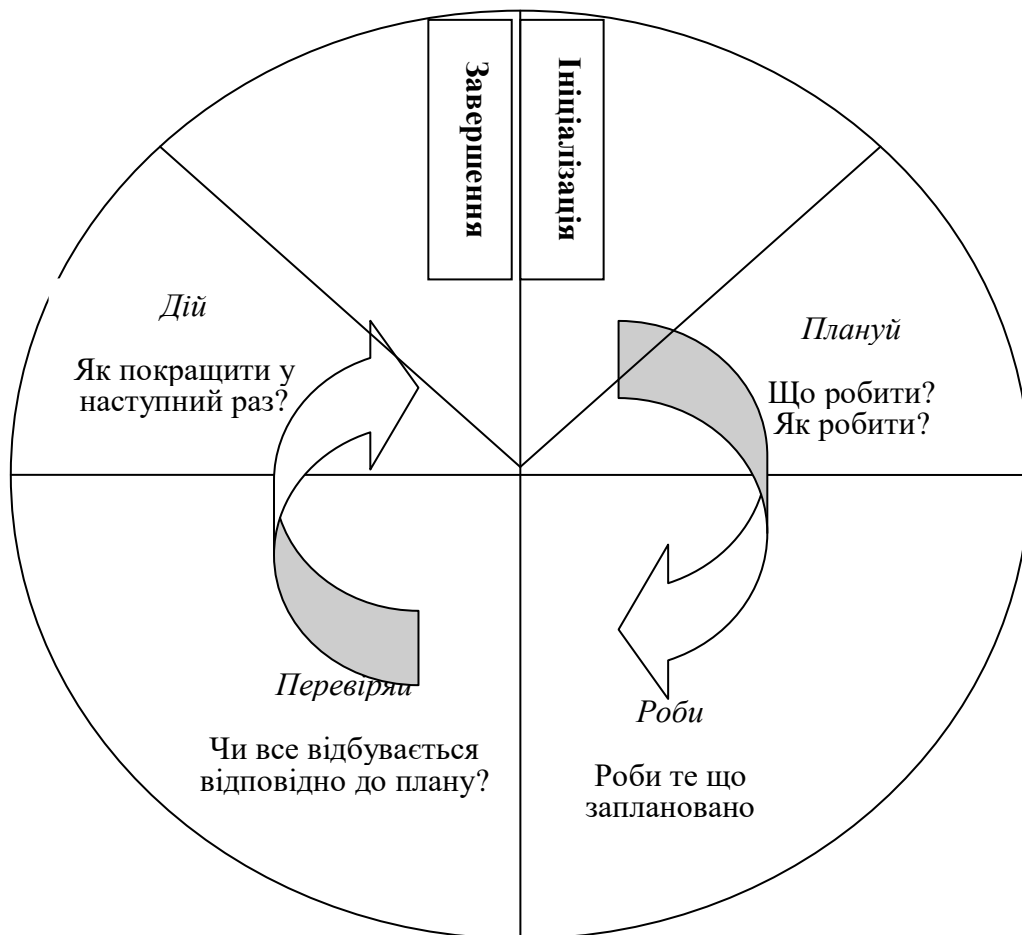 Завершення
Ініціалізація
Дій
Як покращити у
наступний раз?
Плануй
Що робити?
Як робити?
Перевіряй
Чи все відбувається
відповідно до плану?
Роби
Роби те що
заплановано